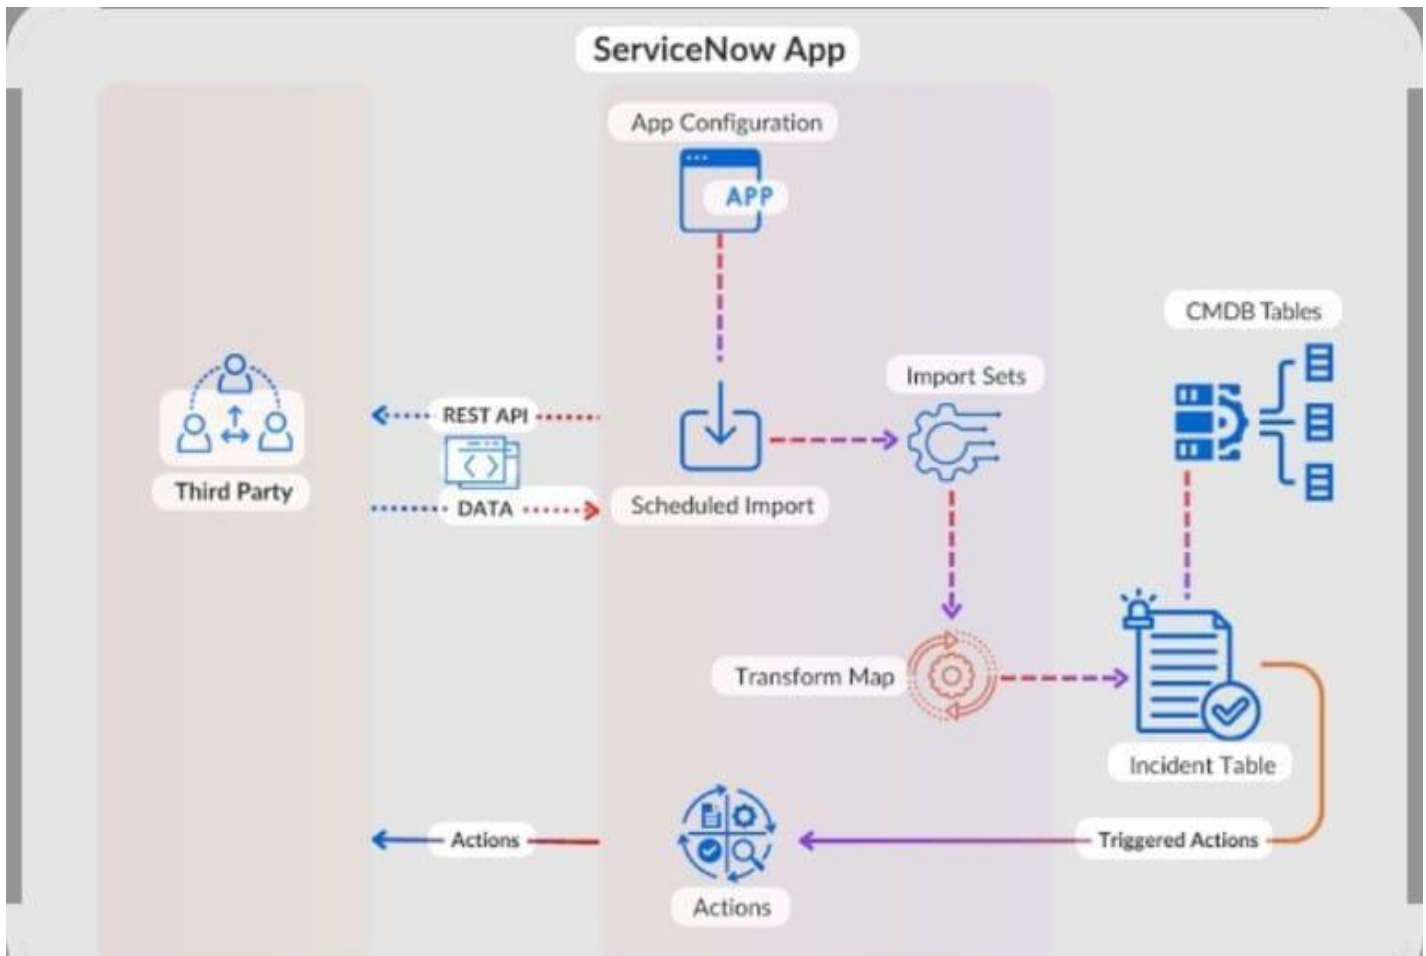 ServiceNow App
App Configuration
APP
CMDB Tables
Import Sets
REST API
Third Party
DATA
Scheduled Import
Transform Map
Incident Table
Actions
Triggered Actions
Actions